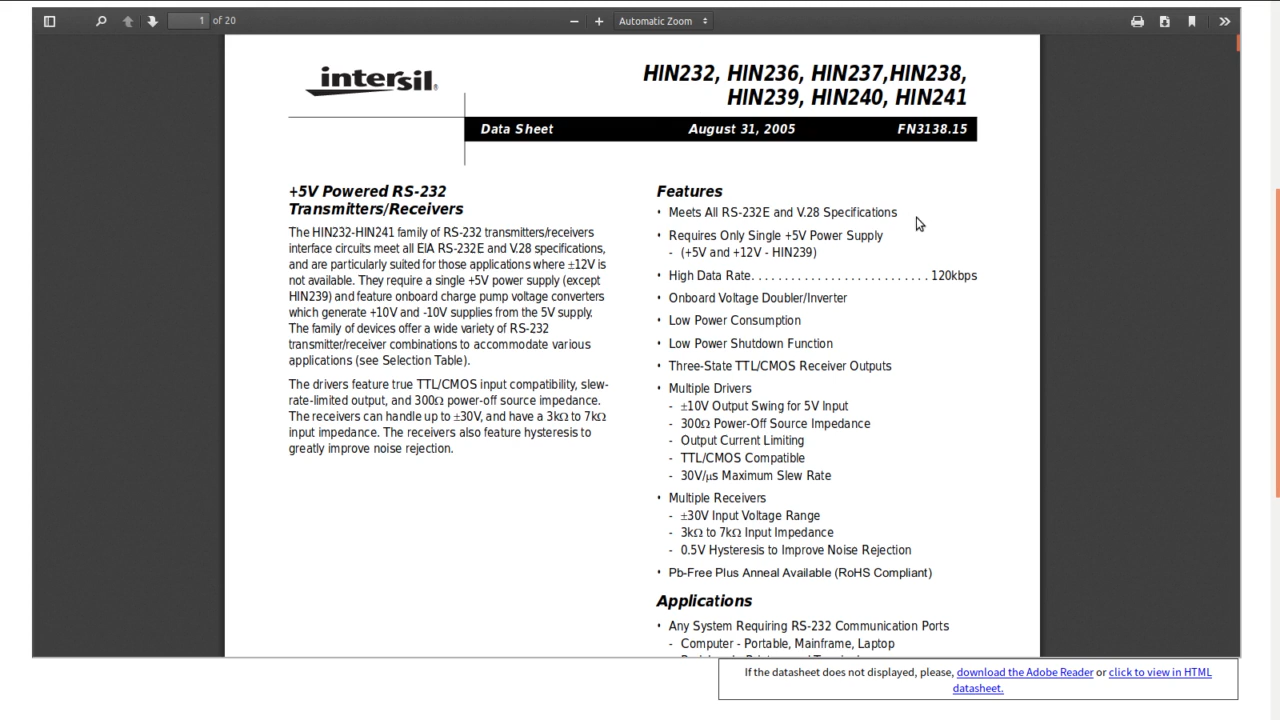 1 of 20
Automatic Zoom
intersil®
HIN232, HIN236, HIN237,HIN238,
HIN239, HIN240, HIN241
Data Sheet August 31, 2005 FN3138.15
+5V Powered RS-232
Transmitters/Receivers
The HIN232-HIN241 family of RS-232 transmitters/receivers
interface circuits meet all EIA RS-232E and V.28 specifications,
and are particularly suited for those applications where ±12V is
not available. They require a single +5V power supply (except
HIN239) and feature onboard charge pump voltage converters
which generate +10V and -10V supplies from the 5V supply.
The family of devices offer a wide variety of RS-232
transmitter/receiver combinations to accommodate various
applications (see Selection Table).
The drivers feature true TTL/CMOS input compatibility, slew-
rate-limited output, and 300Ω power-off source impedance.
The receivers can handle up to ±30V, and have a 3kΩ to 7kΩ
input impedance. The receivers also feature hysteresis to
greatly improve noise rejection.
Features
• Meets All RS-232E and V.28 Specifications
• Requires Only Single +5V Power Supply
- (+5V and +12V - HIN239)
• High Data Rate. . . . . . . . . . . . . . . . . . . . . . . . . . . 120kbps
• Onboard Voltage Doubler/Inverter
• Low Power Consumption
• Low Power Shutdown Function
• Three-State TTL/CMOS Receiver Outputs
• Multiple Drivers
- ±10V Output Swing for 5V Input
- 300Ω Power-Off Source Impedance
- Output Current Limiting
- TTL/CMOS Compatible
- 30V/μs Maximum Slew Rate
• Multiple Receivers
- ±30V Input Voltage Range
- 3kΩ to 7kΩ Input Impedance
- 0.5V Hysteresis to Improve Noise Rejection
• Pb-Free Plus Anneal Available (RoHS Compliant)
Applications
• Any System Requiring RS-232 Communication Ports
- Computer - Portable, Mainframe, Laptop
If the datasheet does not displayed, please, download the Adobe Reader or click to view in HTML
datasheet.